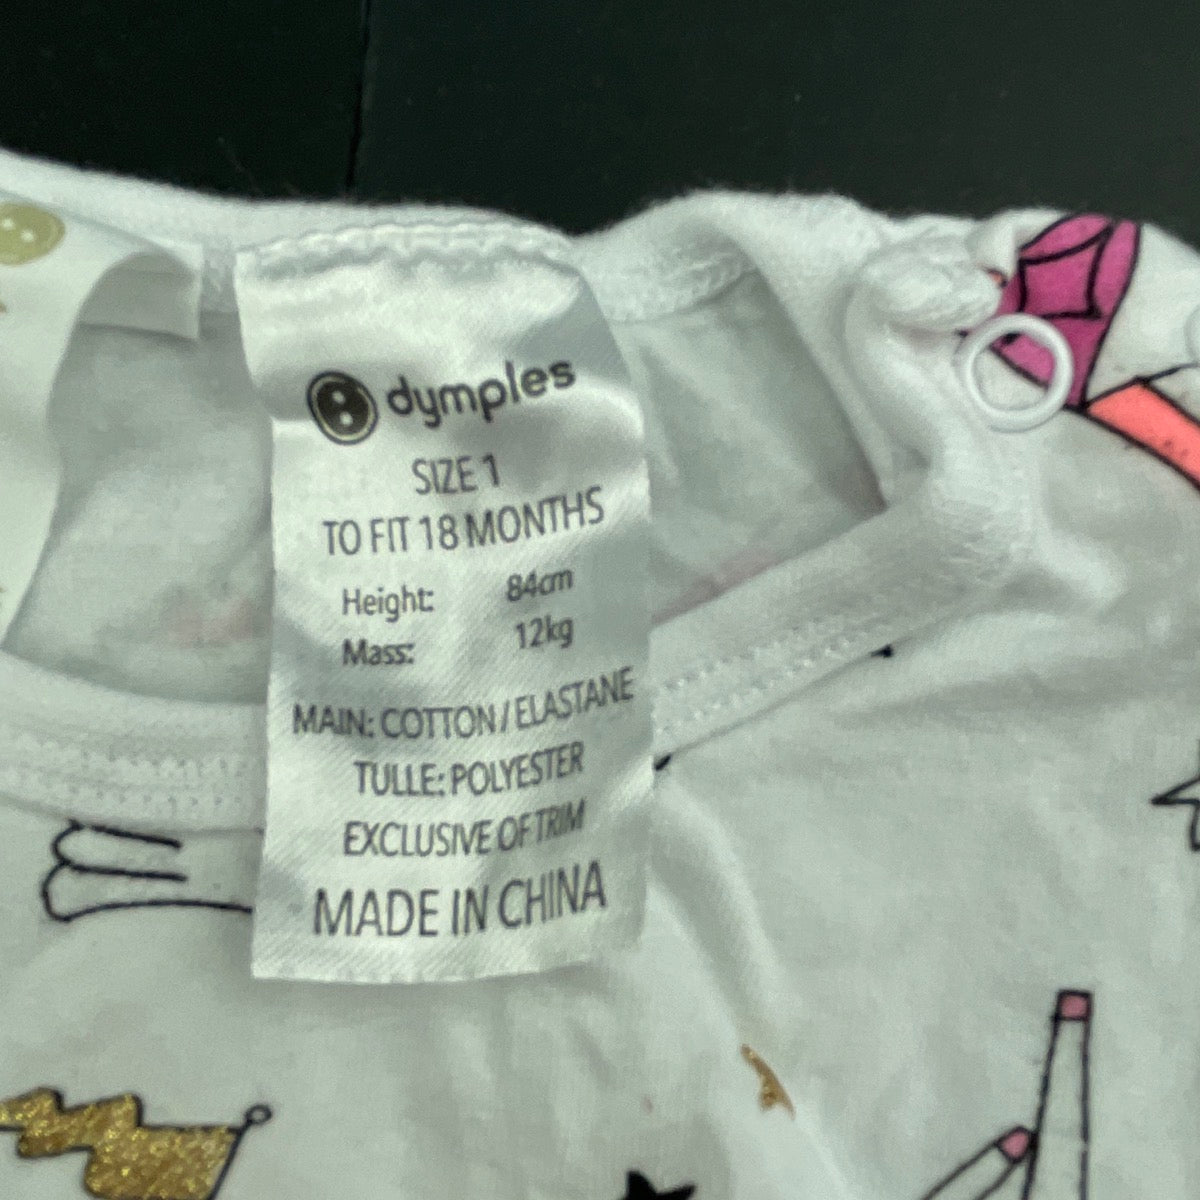 dymples
SIZE 1
TO FIT 18 MONTHS
Height: 84cm
Mass: 12kg
MAIN: COTTON / ELASTANE
TULLE: POLYESTER
EXCLUSIVE OF TRIM
MADE IN CHINA